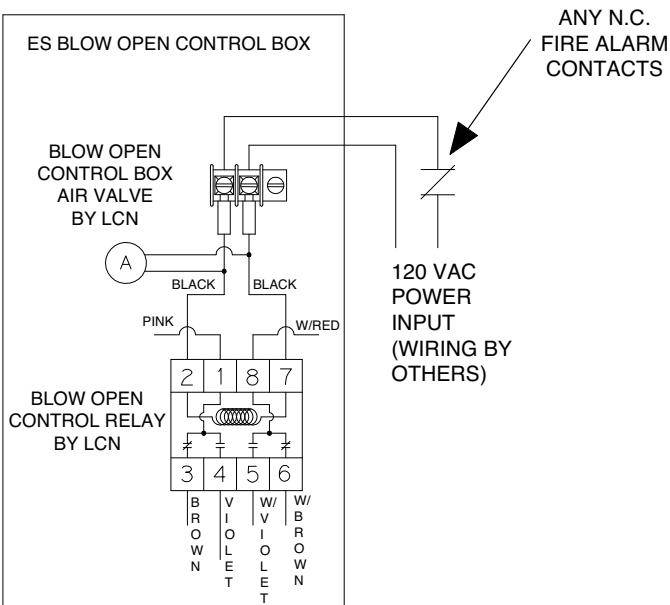 ANY N.C.
FIRE ALARM
CONTACTS
ES BLOW OPEN CONTROL BOX
BLOW OPEN
CONTROL BOX
AIR VALVE
BY LCN
A
120 VAC
POWER
INPUT
(WIRING BY
OTHERS)
BLACK BLACK
PINK W/RED
BLOW OPEN
CONTROL RELAY
BY LCN
2 1 8 7
3 4 5 6
BROWN
VIOLET
W/VIOLET
W/BROWN